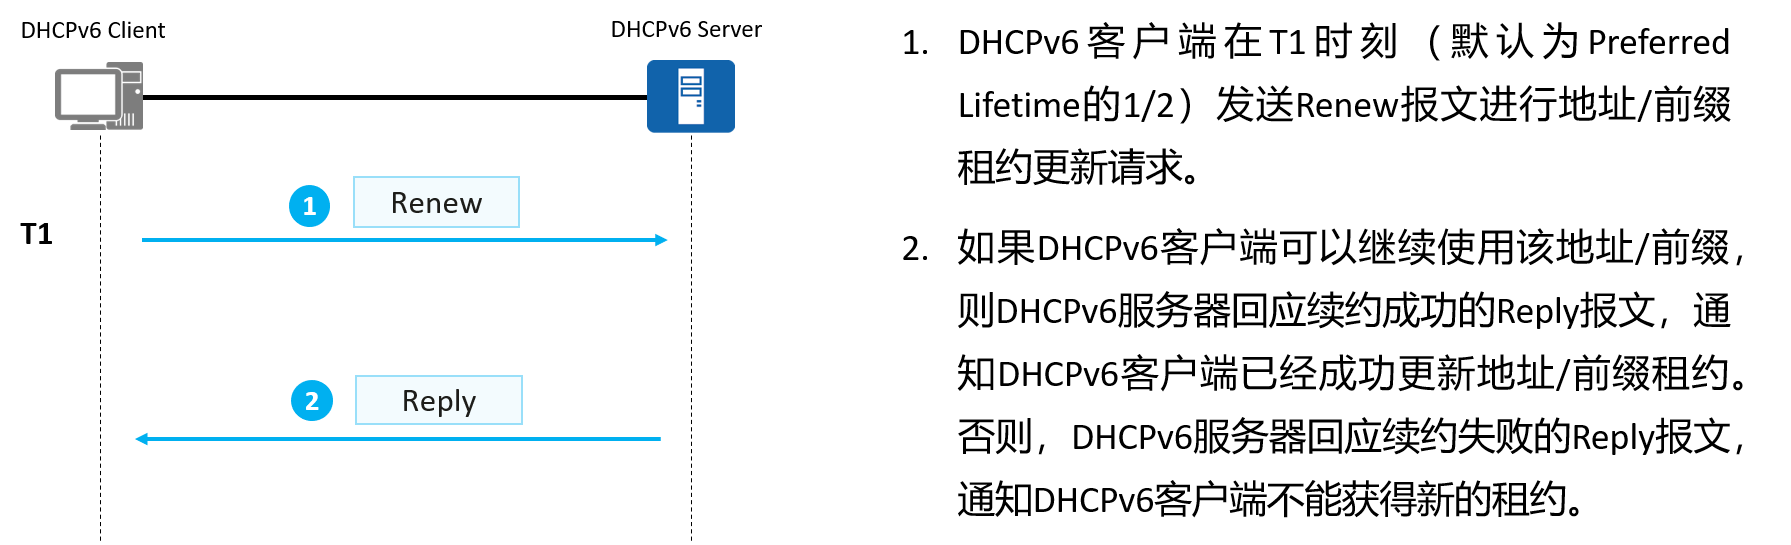 DHCPv6 Client
DHCPv6 Server
1
Renew
T1
2
Reply
1. DHCPv6客户端在T1时刻（默认为Preferred
Lifetime的1/2）发送Renew报文进行地址/前缀
租约更新请求。
2. 如果DHCPv6客户端可以继续使用该地址/前缀，
则DHCPv6服务器回应续约成功的Reply报文，通
知DHCPv6客户端已经成功更新地址/前缀租约。
否则，DHCPv6服务器回应续约失败的Reply报文，
通知DHCPv6客户端不能获得新的租约。